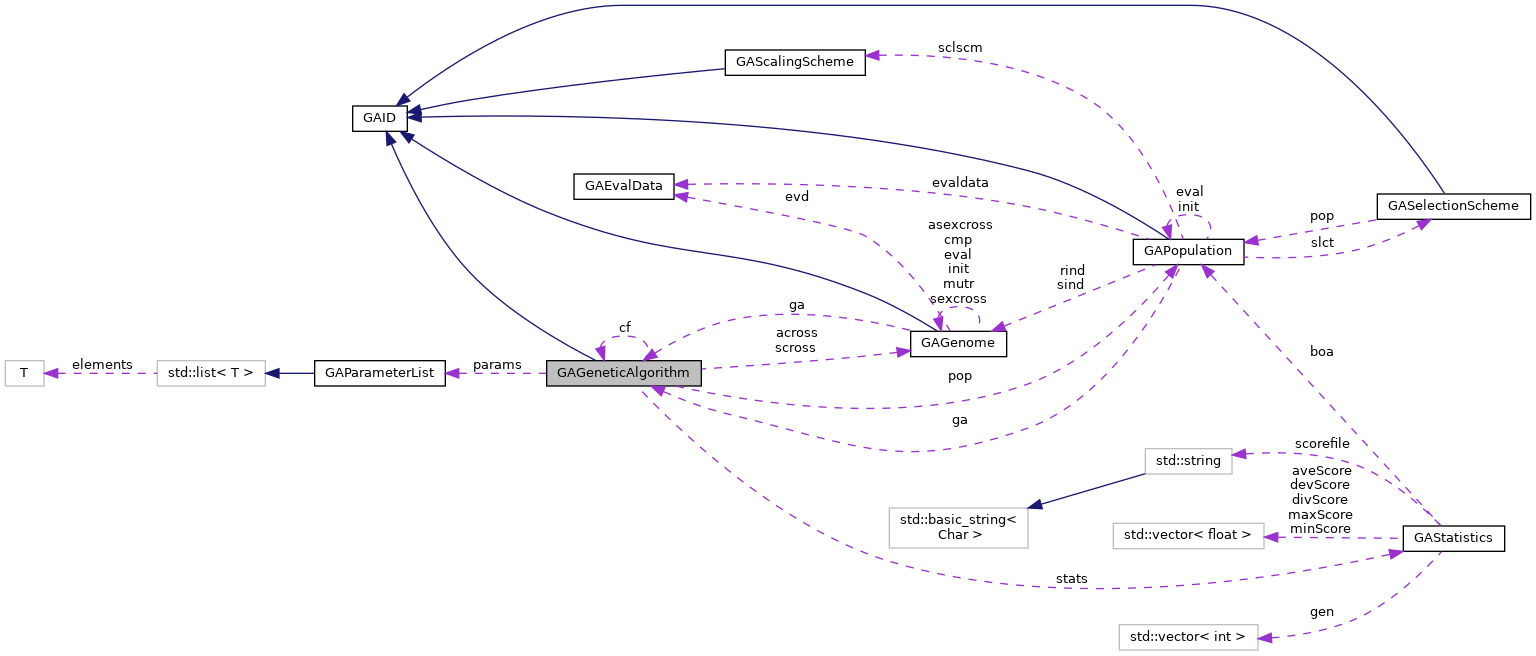 sclscm
GAScalingScheme
GAID
evaldata
GAEvalData
evd
eval
init
GASelectionScheme
pop
slct
asexcross
cmp
eval
init
mutr
sexcross
GAPopulation
rind
sind
ga
cf
across
scross
GAGenome
boa
T
elements
std::list< T >
GAParameterList
params
GAGeneticAlgorithm
pop
ga
scorefile
std::string
aveScore
devScore
divScore
maxScore
minScore
std::basic_string<
Char >
std::vector< float >
GAStatistics
stats
gen
std::vector< int >